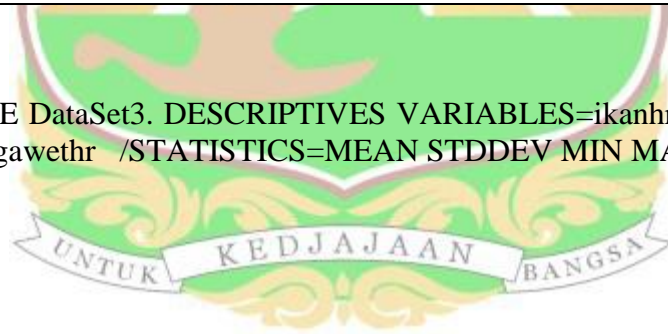 E DataSet3. DESCRIPTIVES VARIABLES=ikanhr
gawethr /STATISTICS=MEAN STDDEV MIN MA
UNTUK KEDJAJAAN BANGSA